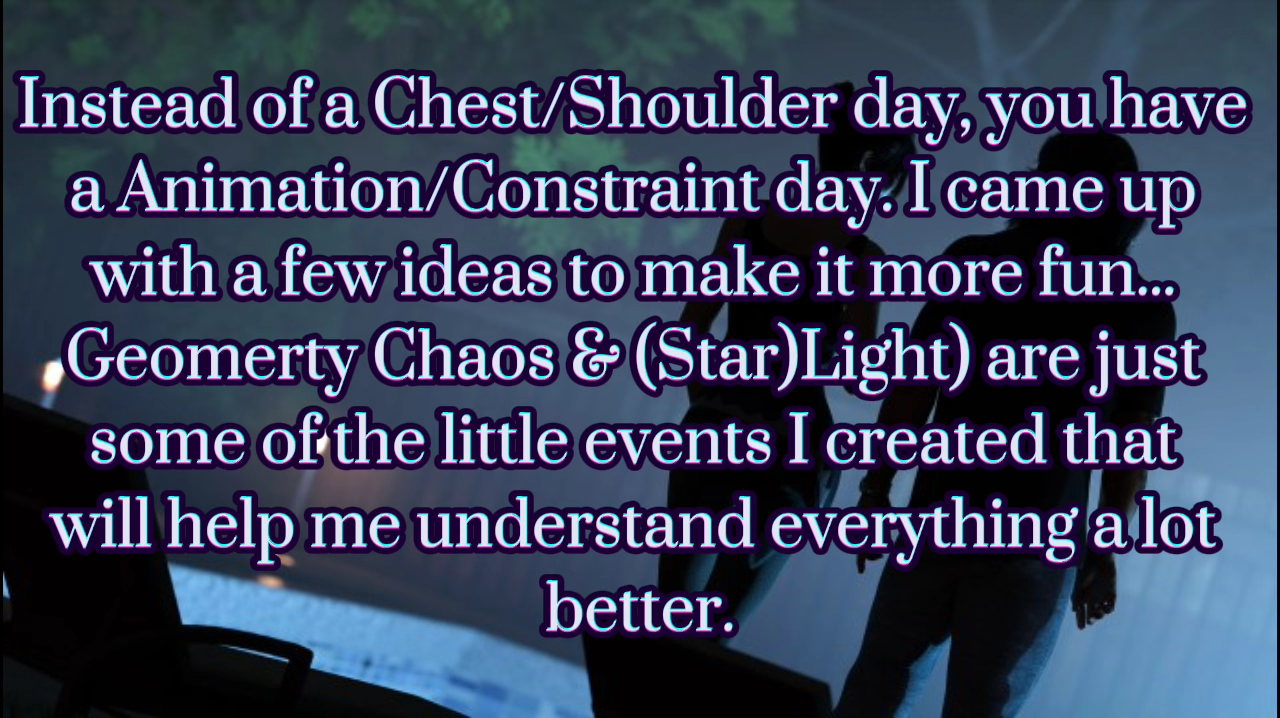 Instead of a Chest/Shoulder day, you have
a Animation/Constraint day. I came up
with a few ideas to make it more fun...
Geomerty Chaos & (Star)Light) are just
some of the little events I created that
will help me understand everything a lot
better.